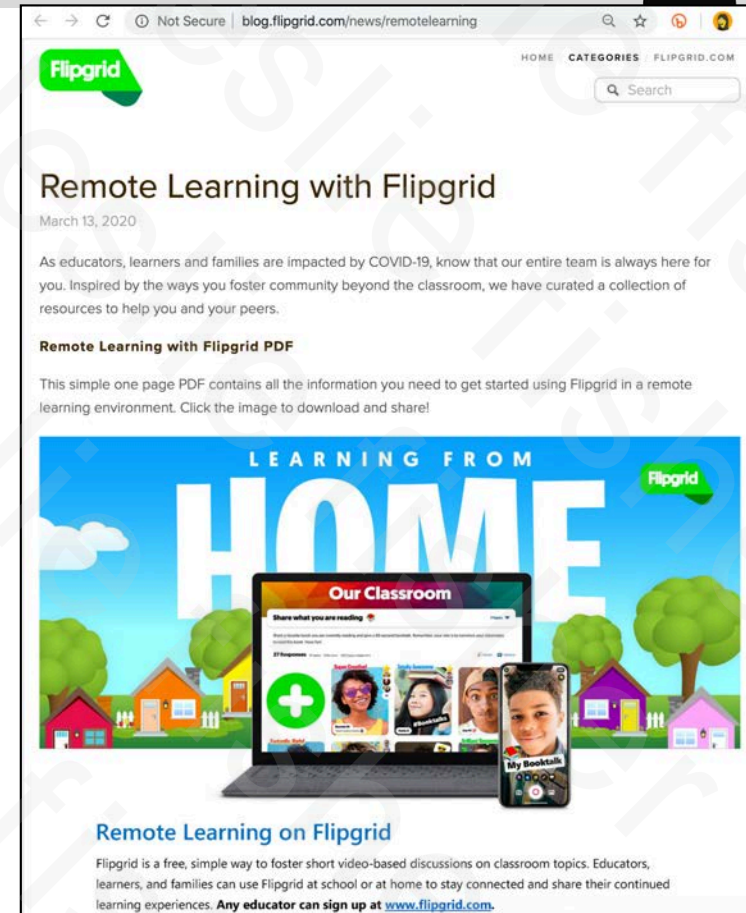 Not Secure | blog.flipgrid.com/news/remotelearning
Flipgrid
HOME CATEGORIES / FLIPGRID.COM
Search
Remote Learning with Flipgrid
March 13, 2020
As educators, learners and families are impacted by COVID-19, know that our entire team is always here for
you. Inspired by the ways you foster community beyond the classroom, we have curated a collection of
resources to help you and your peers.
Remote Learning with Flipgrid PDF
This simple one page PDF contains all the information you need to get started using Flipgrid in a remote
learning environment. Click the image to download and share!
LEARNING FROM
HOME
Flipgrid
Our Classroom
Share what you are reading
27 Responses
#Booktalks
My Booktalk
Remote Learning on Flipgrid
Flipgrid is a free, simple way to foster short video-based discussions on classroom topics. Educators,
learners, and families can use Flipgrid at school or at home to stay connected and share their continued
learning experiences. Any educator can sign up at www.flipgrid.com.